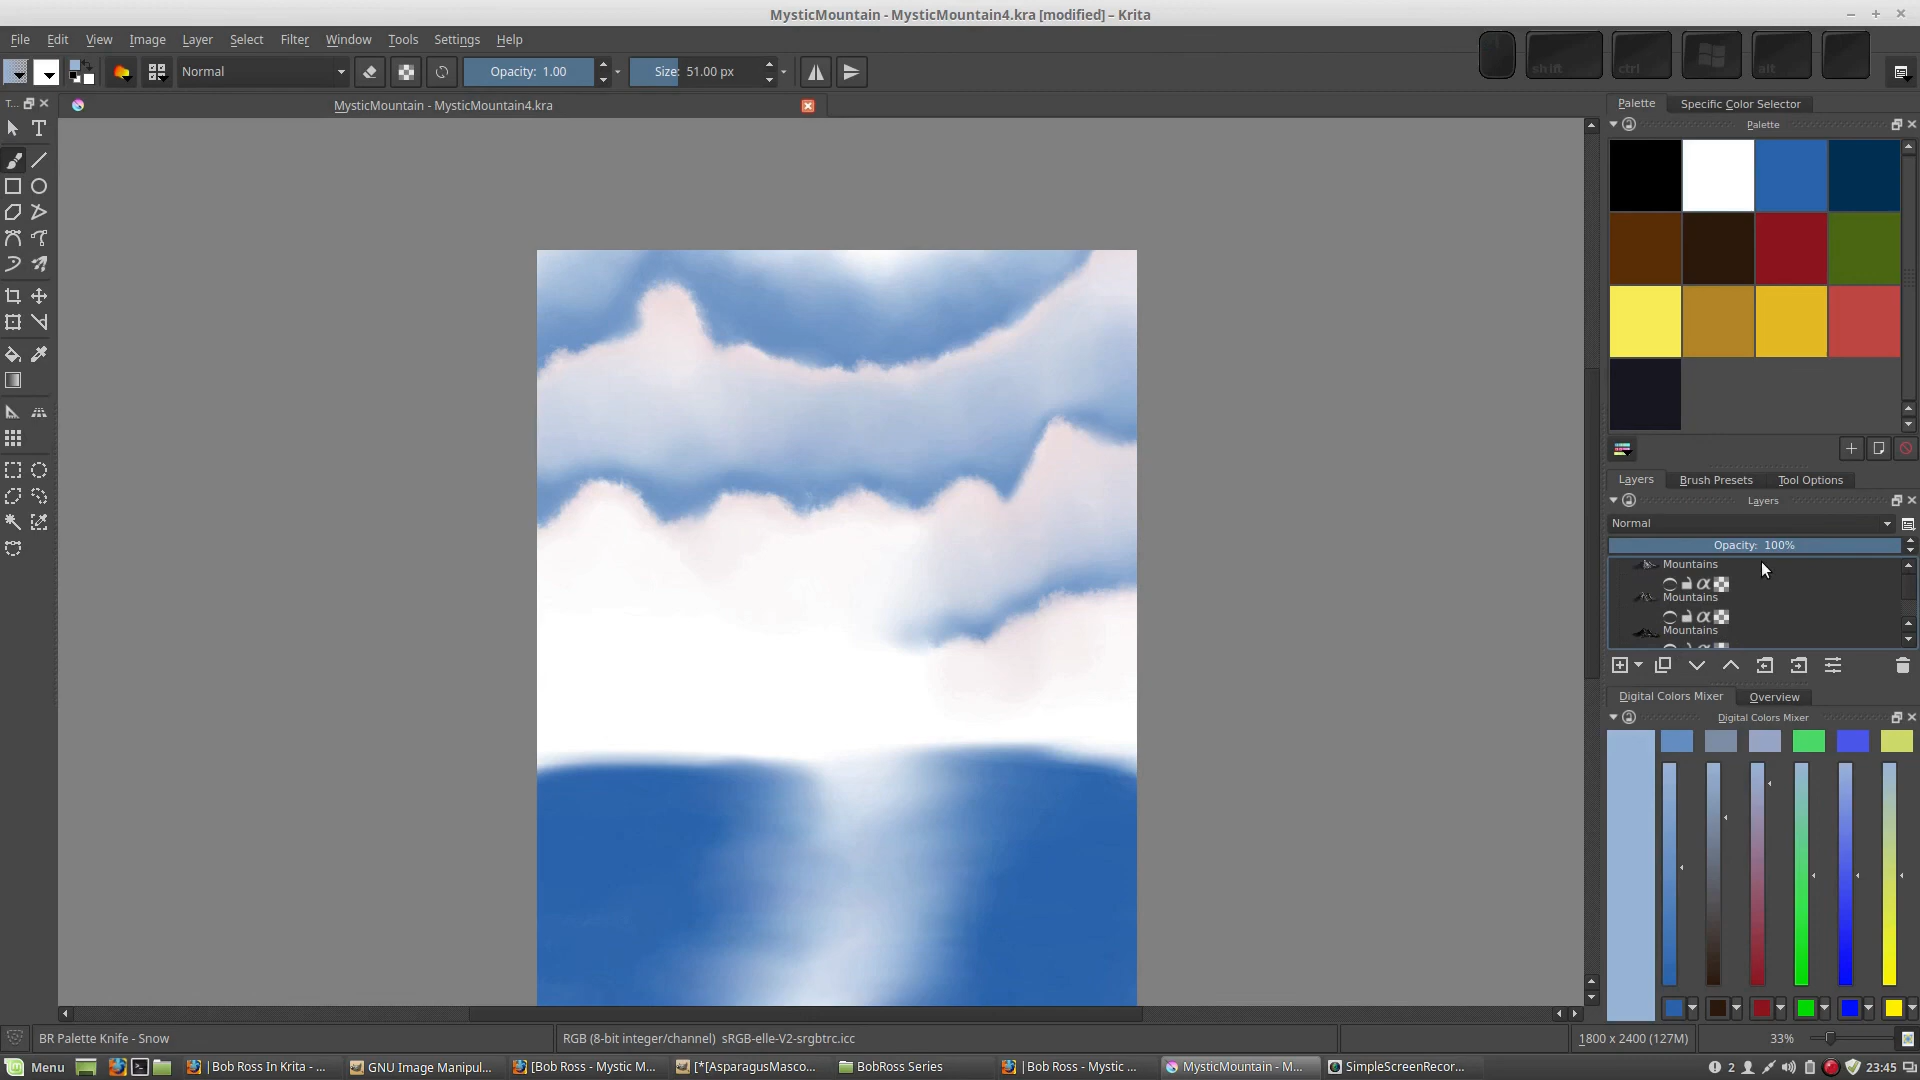 MysticMountain - MysticMountain4.kra [modified] – Krita
File Edit View Image Layer Select Filter Window Tools Settings Help
Normal
Opacity: 1.00
Size: 51.00 px
shift
ctrl
alt
T...
MysticMountain - MysticMountain4.kra
Palette
Specific Color Selector
Palette
Layers
Brush Presets
Tool Options
Layers
Normal
Opacity: 100%
Mountains
Mountains
Mountains
Digital Colors Mixer
Overview
Digital Colors Mixer
BR Palette Knife - Snow
RGB (8-bit integer/channel) sRGB-elle-V2-srgbtrc.icc
1800 x 2400 (127M)
33%
Menu
|Bob Ross In Krita - ...
GNU Image Manipul...
[Bob Ross - Mystic M...
[*[AsparagusMasco...
BobRoss Series
|Bob Ross - Mystic ...
MysticMountain - M...
SimpleScreenRecor...
2
23:45